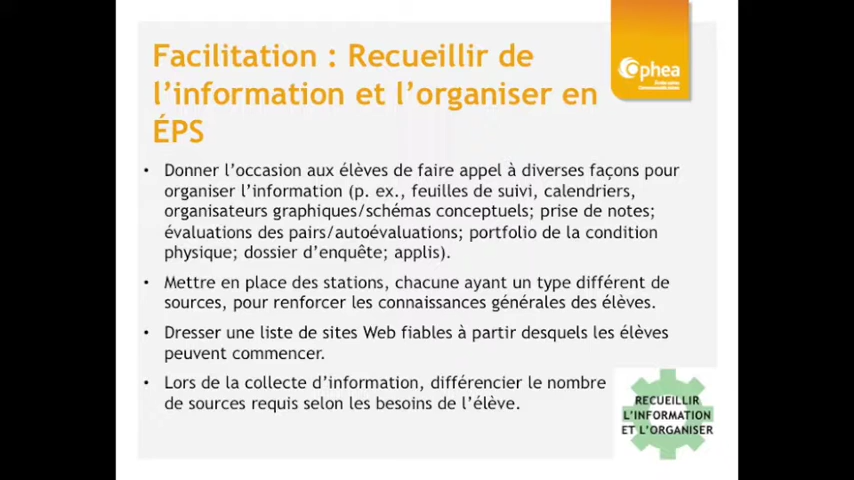 Facilitation : Recueillir de
l’information et l’organiser en
ÉPS
Ophea
• Donner l’occasion aux élèves de faire appel à diverses façons pour
organiser l’information (p. ex., feuilles de suivi, calendriers,
organisateurs graphiques/schémas conceptuels; prise de notes;
évaluations des pairs/autoévaluations; portfolio de la condition
physique; dossier d’enquête; applis).
• Mettre en place des stations, chacune ayant un type différent de
sources, pour renforcer les connaissances générales des élèves.
• Dresser une liste de sites Web fiables à partir desquels les élèves
peuvent commencer.
• Lors de la collecte d’information, différencier le nombre
de sources requis selon les besoins de l’élève.
RECUEILLIR
L’INFORMATION
ET L’ORGANISER